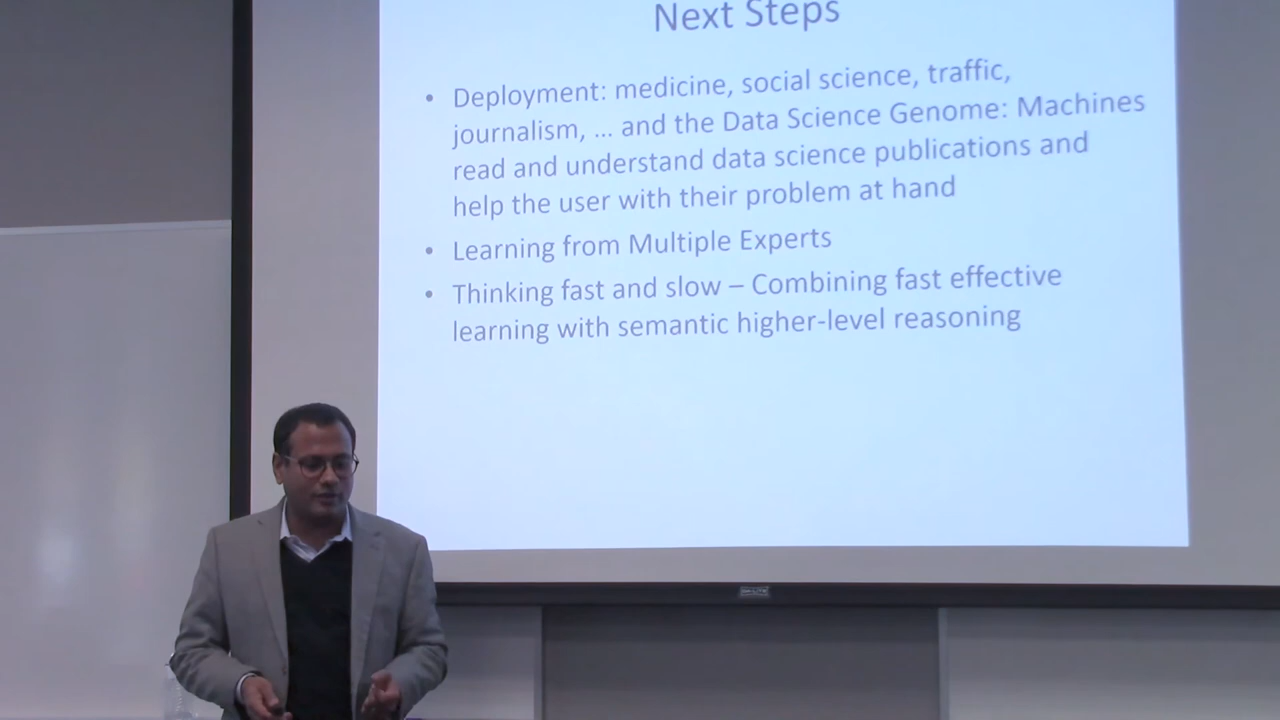 Next Steps
• Deployment: medicine, social science, traffic,
journalism, ... and the Data Science Genome: Machines
read and understand data science publications and
help the user with their problem at hand
• Learning from Multiple Experts
• Thinking fast and slow – Combining fast effective
learning with semantic higher-level reasoning
DA-LITE